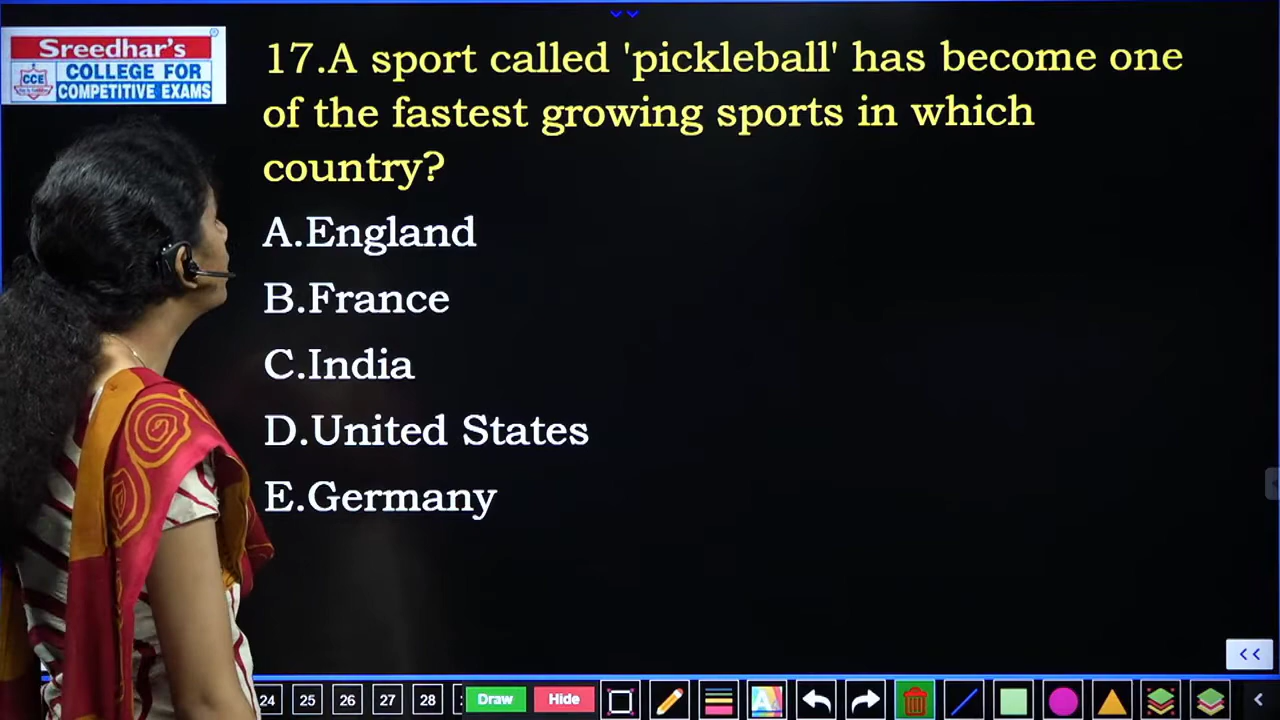 Sreedhar's
CCE
COLLEGE FOR
COMPETITIVE EXAMS
17.A sport called 'pickleball' has become one
of the fastest growing sports in which
country?
A.England
B.France
C.India
D.United States
E.Germany
24 25 26 27 28 Draw Hide